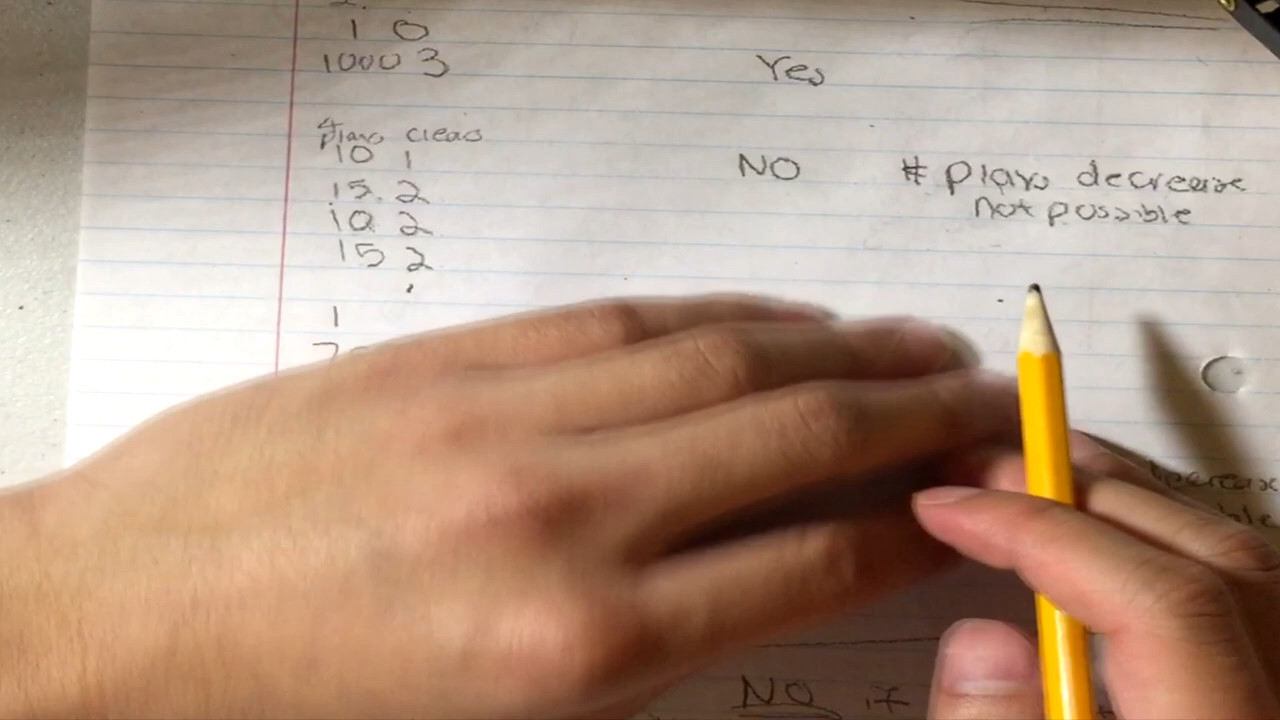 1 0
1000 3 Yes
plays clears
10 1 NO # plays decrease
15 2 not possible
10 2
15 2
1
NO if